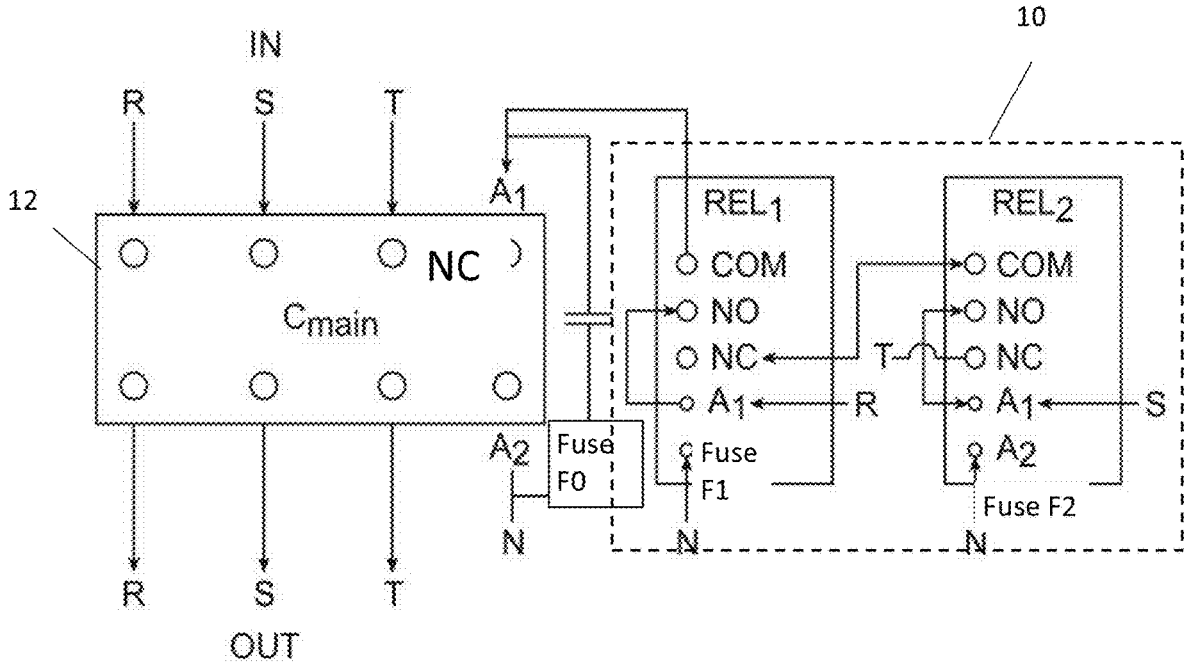 10
IN
R S T
12
A1
REL1 REL2
NC
COM COM
Cmain
NO NO
NC T NC
A1 R A1 S
A2
Fuse F0
Fuse F1
A2
Fuse F2
N N N
R S T
OUT